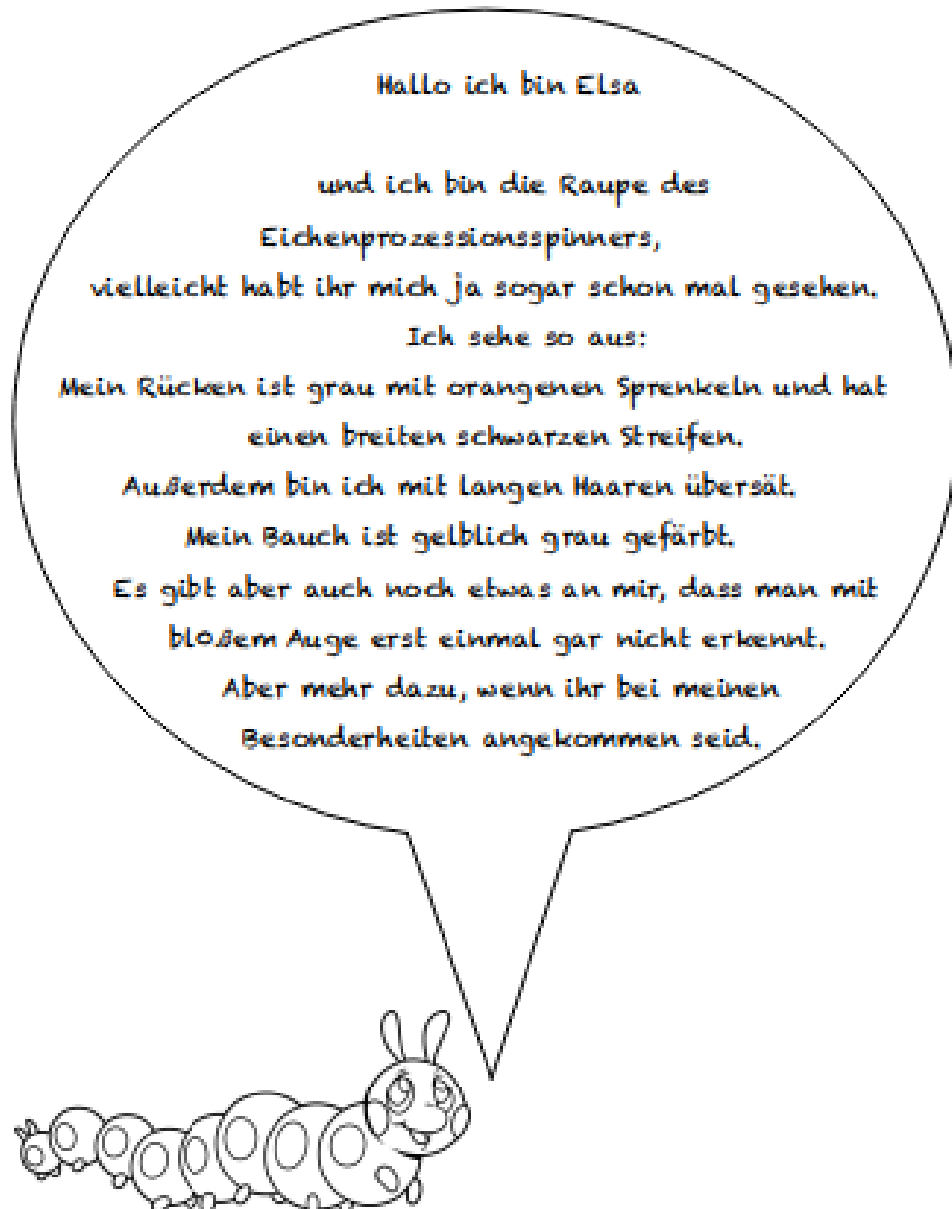 Hallo ich bin Elsa
und ich bin die Raupe des
Eichenprozessionsspinners,
vielleicht habt ihr mich ja sogar schon mal gesehen.
Ich sehe so aus:
Mein Rücken ist grau mit orangenen Sprenkeln und hat
einen breiten schwarzen Streifen.
Außerdem bin ich mit langen Haaren übersät.
Mein Bauch ist gelblich grau gefärbt.
Es gibt aber auch noch etwas an mir, dass man mit
bloßem Auge erst einmal gar nicht erkennt.
Aber mehr dazu, wenn ihr bei meinen
Besonderheiten angekommen seid.